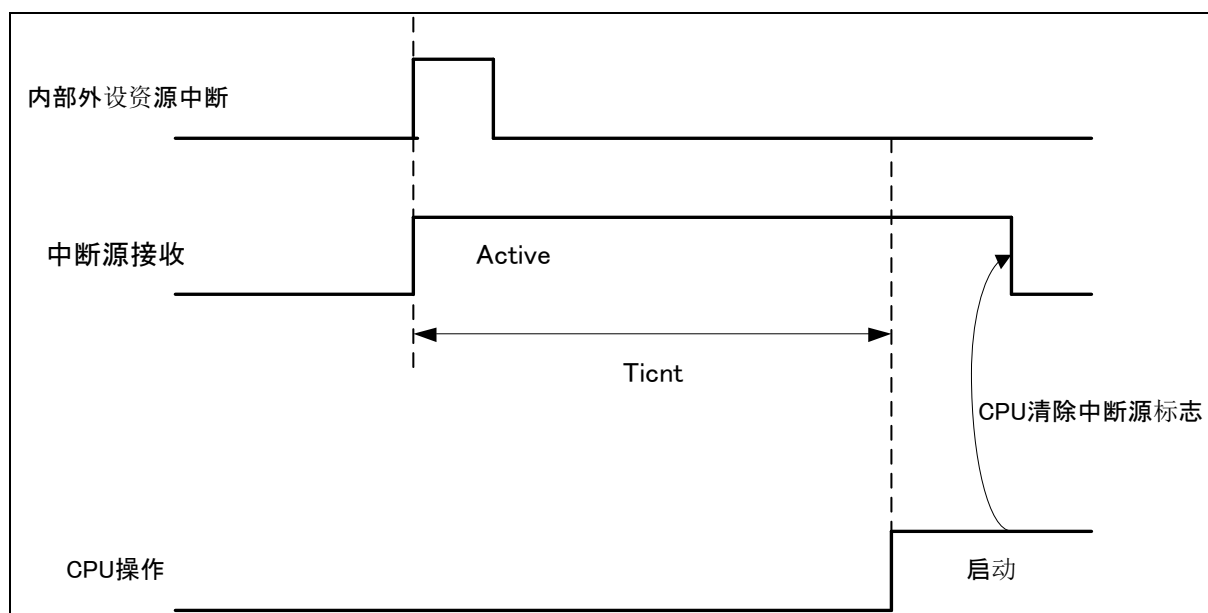 内部外设资源中断
中断源接收
Active
Ticnt
CPU清除中断源标志
CPU操作
启动